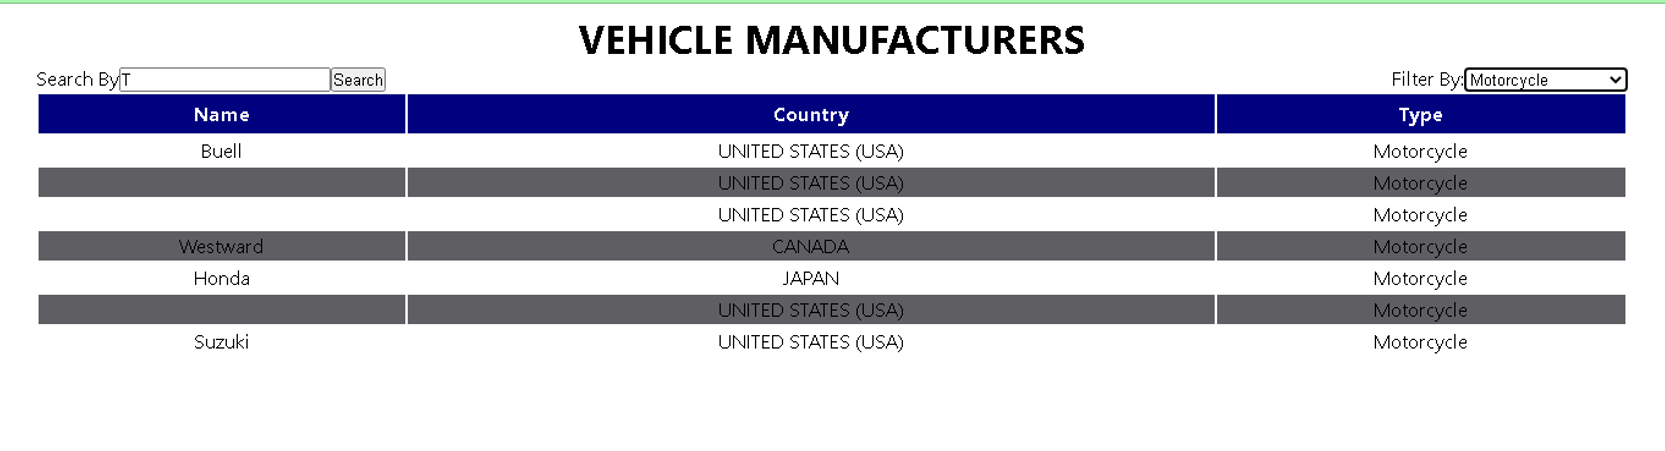 VEHICLE MANUFACTURERS
Search By T Search Filter By: Motorcycle
Name Country Type
Buell UNITED STATES (USA) Motorcycle
UNITED STATES (USA) Motorcycle
UNITED STATES (USA) Motorcycle
Westward CANADA Motorcycle
Honda JAPAN Motorcycle
UNITED STATES (USA) Motorcycle
Suzuki UNITED STATES (USA) Motorcycle